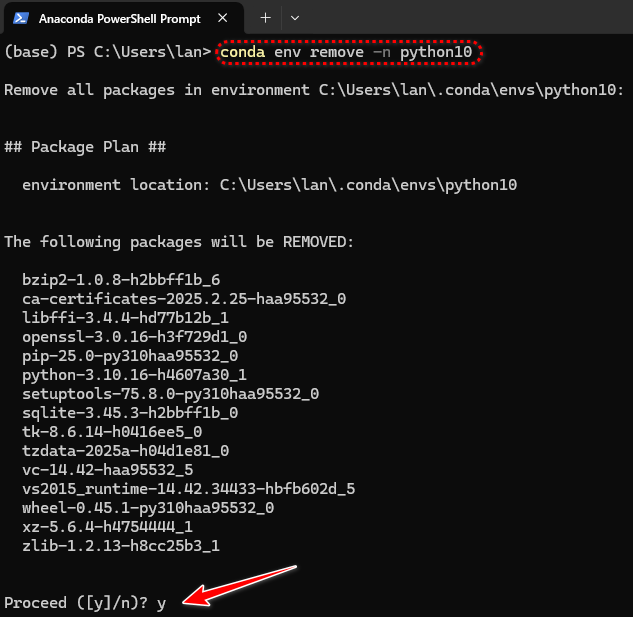 Anaconda PowerShell Prompt
(base) PS C:\Users\lan> conda env remove -n python10
Remove all packages in environment C:\Users\lan\.conda\envs\python10:
## Package Plan ##
environment location: C:\Users\lan\.conda\envs\python10
The following packages will be REMOVED:
bzip2-1.0.8-h2bbff1b_6
ca-certificates-2025.2.25-haa95532_0
libffi-3.4.4-hd77b12b_1
openssl-3.0.16-h3f729d1_0
pip-25.0-py310haa95532_0
python-3.10.16-h4607a30_1
setuptools-75.8.0-py310haa95532_0
sqlite-3.45.3-h2bbff1b_0
tk-8.6.14-h0416ee5_0
tzdata-2025a-h04d1e81_0
vc-14.42-haa95532_5
vs2015_runtime-14.42.34433-hbfb602d_5
wheel-0.45.1-py310haa95532_0
xz-5.6.4-h4754444_1
zlib-1.2.13-h8cc25b3_1
Proceed ([y]/n)? y